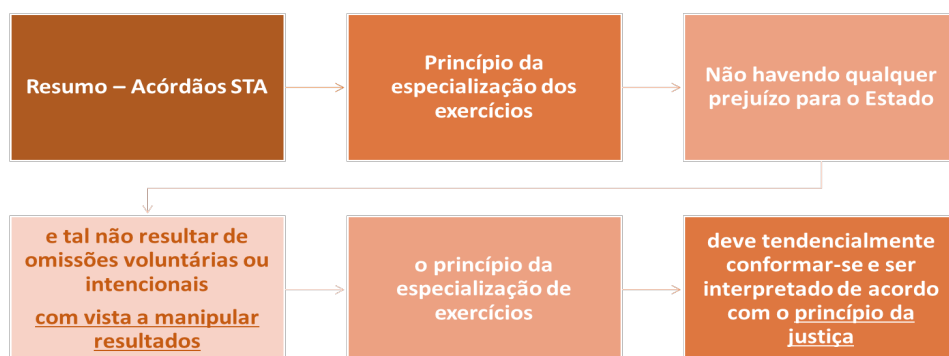 Resumo – Acórdãos STA
Princípio da
especialização dos
exercícios
Não havendo qualquer
prejuízo para o Estado
e tal não resultar de
omissões voluntárias ou
intencionais
com vista a manipular
resultados
o princípio da
especialização de
exercícios
deve tendencialmente
conformar-se e ser
interpretado de acordo
com o princípio da
justiça